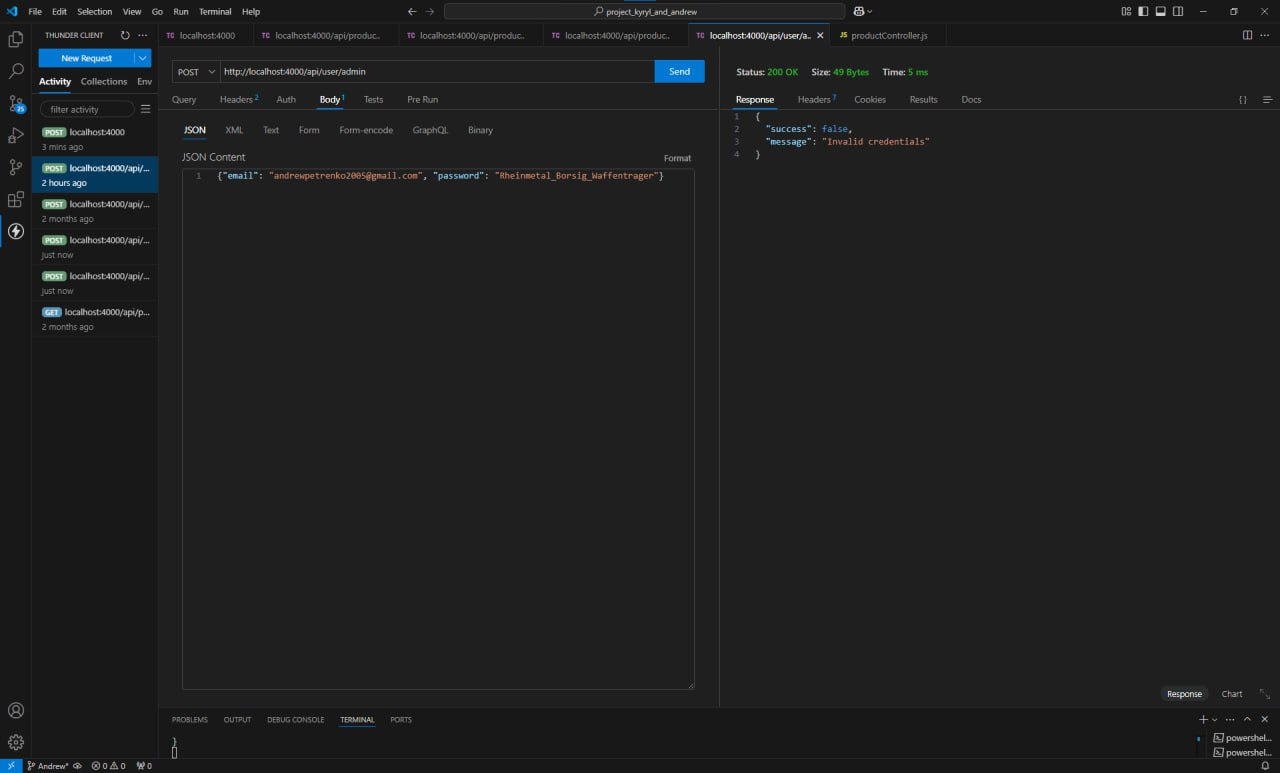 File Edit Selection View Go Run Terminal Help
project_kyryl_and_andrew
THUNDER CLIENT
New Request
Activity Collections Env
filter activity
POST localhost:4000
3 mins ago
POST localhost:4000/api/...
2 hours ago
POST localhost:4000/api/...
2 months ago
POST localhost:4000/api/...
just now
POST localhost:4000/api/...
just now
GET localhost:4000/api/p...
2 months ago
25
TC localhost:4000
TC localhost:4000/api/produc..
TC localhost:4000/api/produc..
TC localhost:4000/api/produc..
TC localhost:4000/api/user/a..
JS productController.js
POST http://localhost:4000/api/user/admin Send
Query Headers 2 Auth Body 1 Tests Pre Run
JSON XML Text Form Form-encode GraphQL Binary
JSON Content Format
1 {"email": "andrewpetrenko2005@gmail.com", "password": "Rheinmetal_Borsig_Waffentrager"}
Status: 200 OK Size: 49 Bytes Time: 5 ms
Response Headers 7 Cookies Results Docs
{ }
1 {
2 "success": false,
3 "message": "Invalid credentials"
4 }
Response Chart
PROBLEMS OUTPUT DEBUG CONSOLE TERMINAL PORTS
}
powershel...
powershel...
Andrew* 0 0 0